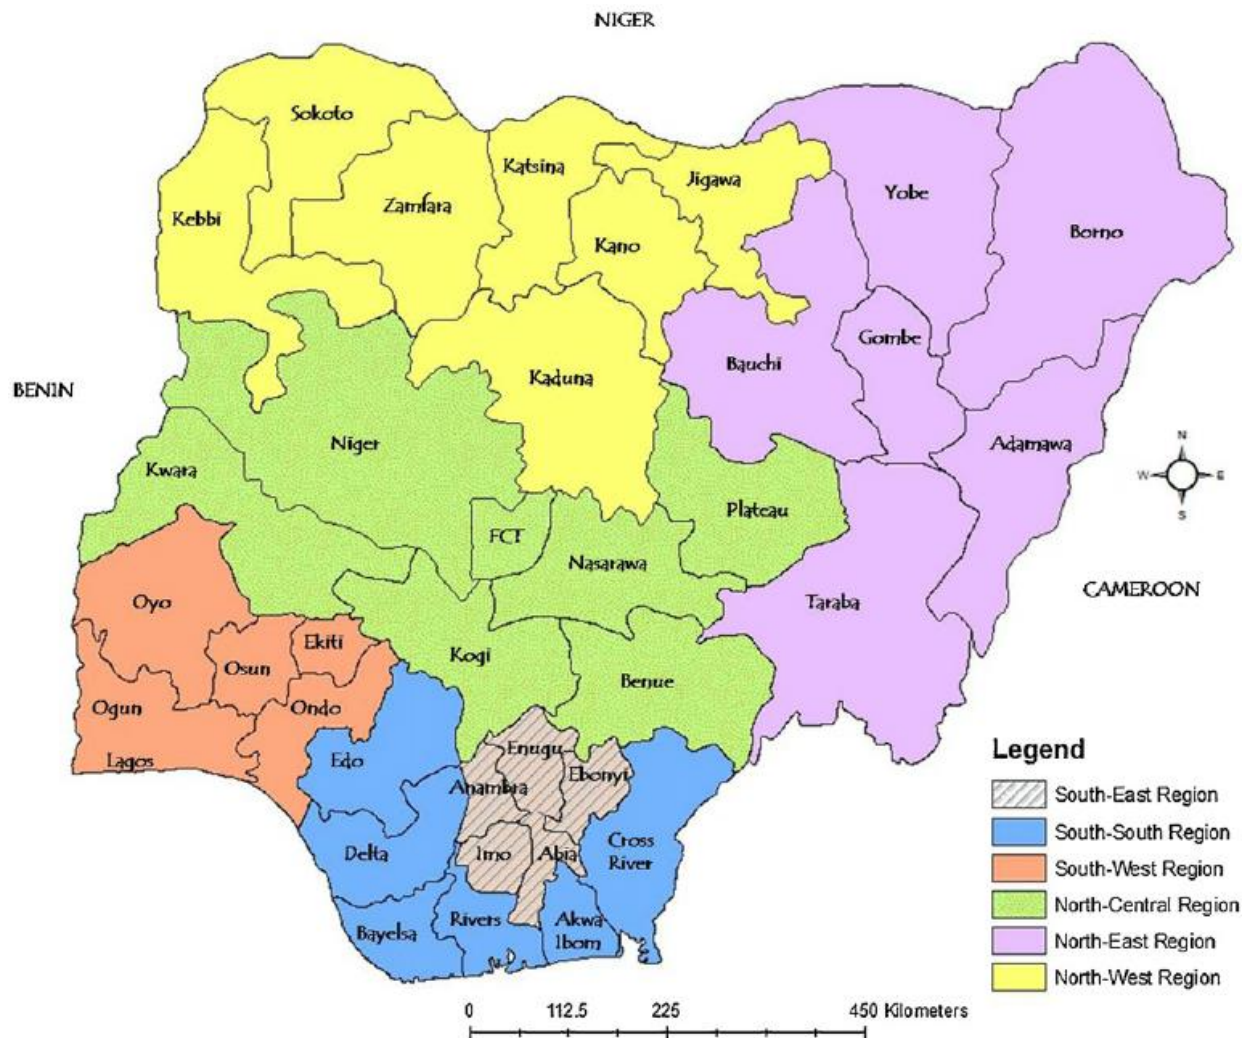 NIGER
Sokoto
Katsina
Jigawa
Yobe
Kebbi
Zamfara
Kano
Borno
Gombe
Bauchi
Kaduna
BENIN
Niger
Adamawa
Kwara
N
W E
S
Plateau
FCT
Nasarawa
CAMEROON
Oyo
Taraba
Ekiti
Osun
Kogi
Benue
Ogun
Ondo
Lagos
Edo
Enugu
Ebonyi
Anambra
Delta
Imo
Abia
Cross
River
Bayelsa
Rivers
Akwa
Ibom
Legend
South-East Region
South-South Region
South-West Region
North-Central Region
North-East Region
North-West Region
0 112.5 225 450 Kilometers